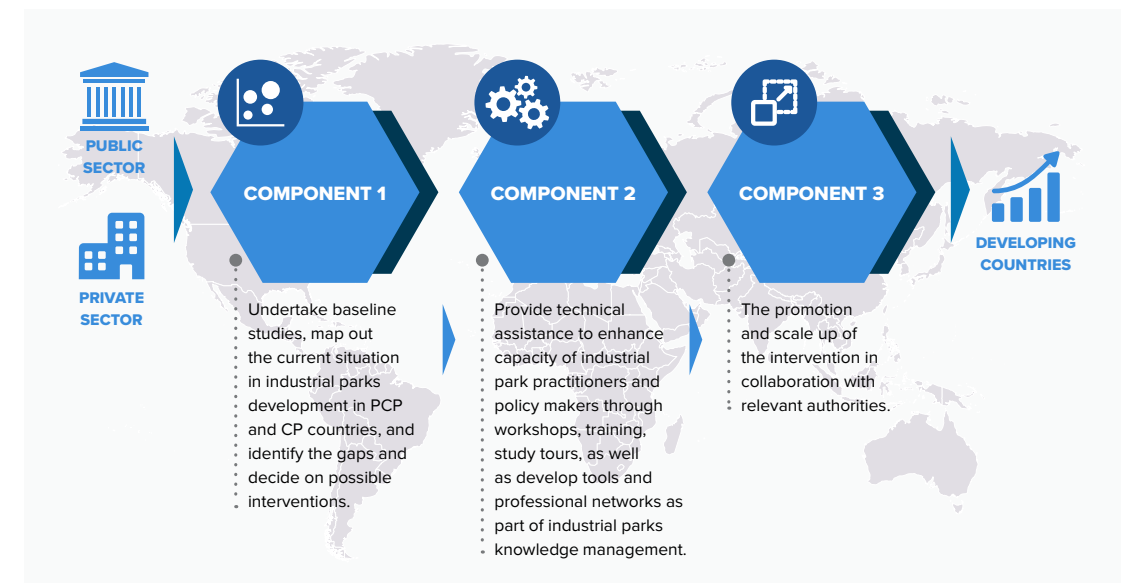 PUBLIC
SECTOR
PRIVATE
SECTOR
COMPONENT 1
Undertake baseline
studies, map out
the current situation
in industrial parks
development in PCP
and CP countries, and
identify the gaps and
decide on possible
interventions.
COMPONENT 2
Provide technical
assistance to enhance
capacity of industrial
park practitioners and
policy makers through
workshops, training,
study tours, as well
as develop tools and
professional networks as
part of industrial parks
knowledge management.
COMPONENT 3
The promotion
and scale up of
the intervention in
collaboration with
relevant authorities.
DEVELOPING
COUNTRIES